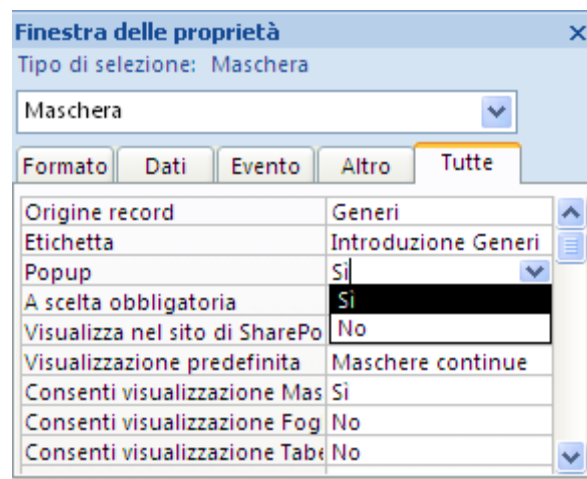 Finestra delle proprietà
Tipo di selezione: Maschera
Maschera
Formato Dati Evento Altro Tutte
Origine record Generi
Etichetta Introduzione Generi
Popup Sì
A scelta obbligatoria Sì
Visualizza nel sito di SharePo No
Visualizzazione predefinita Maschere continue
Consenti visualizzazione Mas Sì
Consenti visualizzazione Fog No
Consenti visualizzazione Tabe No